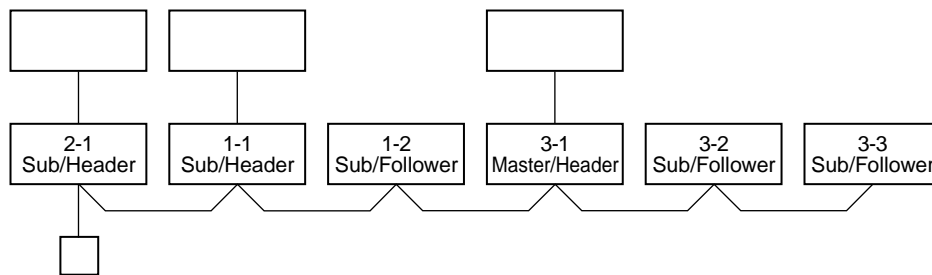 2-1
Sub/Header
1-1
Sub/Header
1-2
Sub/Follower
3-1
Master/Header
3-2
Sub/Follower
3-3
Sub/Follower